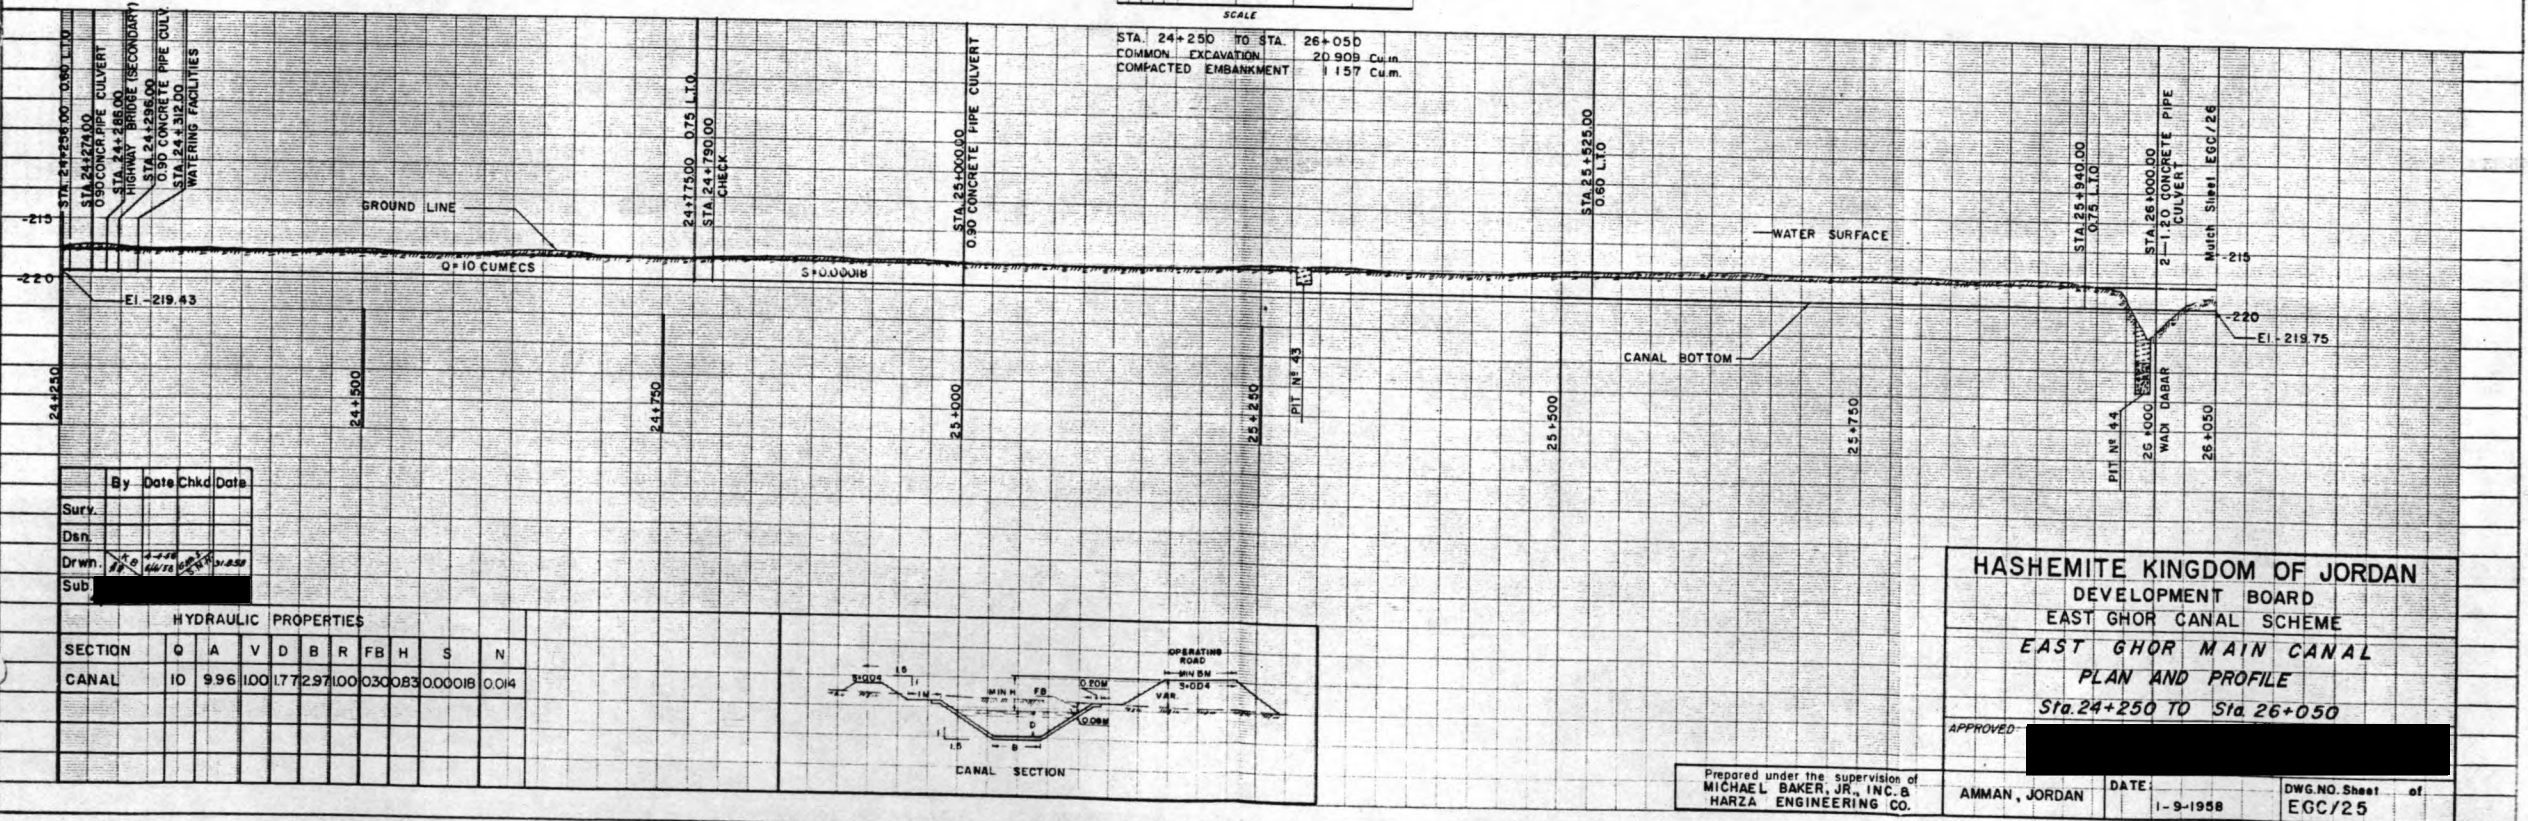 SCALE
STA. 24+250 TO STA. 26+050
COMMON EXCAVATION 20 909 Cu.m.
COMPACTED EMBANKMENT 1 157 Cu.m.
STA. 24+256.00 0.60 L.T.O
STA 24+274.00
0.90 CONCR.PIPE CULVERT
STA. 24+286.00
HIGHWAY BRIDGE (SECONDARY)
STA. 24+296.00
0.90 CONCRETE PIPE CULV.
STA. 24+312.00
WATERING FACILITIES
24+775.00 0.75 L.T.O.
STA. 24+790.00
CHECK
STA. 25+000.00
0.90 CONCRETE PIPE CULVERT
STA. 25+525.00
0.60 L.T.O
STA. 25+940.00
0.75 L.T.O
STA. 26+000.00
2-1.20 CONCRETE PIPE
CULVERT
Match Sheet EGC/26
-215
GROUND LINE
WATER SURFACE
-215
-220
Q=10 CUMECS
S=0.00018
El.-219.43
-220
El.-219.75
CANAL BOTTOM
24+250
24+500
24+750
25+000
25+250
PIT Nº 43
25+500
25+750
PIT Nº 44
26+000
WADI DABAR
26+050
By Date Chkd Date
Surv.
Dsn.
Drwn.
Sub.
HYDRAULIC PROPERTIES
SECTION Q A V D B R FB H S N
CANAL 10 9.96 1.00 1.77 2.97 1.00 0.30 0.83 0.00018 0.014
OPERATING
ROAD
MIN 5M
1.5
1
1M
MIN H
FB
0.20M
VAR.
D
0.08M
1
1.5
B
CANAL SECTION
HASHEMITE KINGDOM OF JORDAN
DEVELOPMENT BOARD
EAST GHOR CANAL SCHEME
EAST GHOR MAIN CANAL
PLAN AND PROFILE
Sta. 24+250 TO Sta. 26+050
APPROVED:
Prepared under the supervision of
MICHAEL BAKER, JR., INC. &
HARZA ENGINEERING CO.
AMMAN, JORDAN
DATE:
1-9-1958
DWG.NO. Sheet of
EGC/25